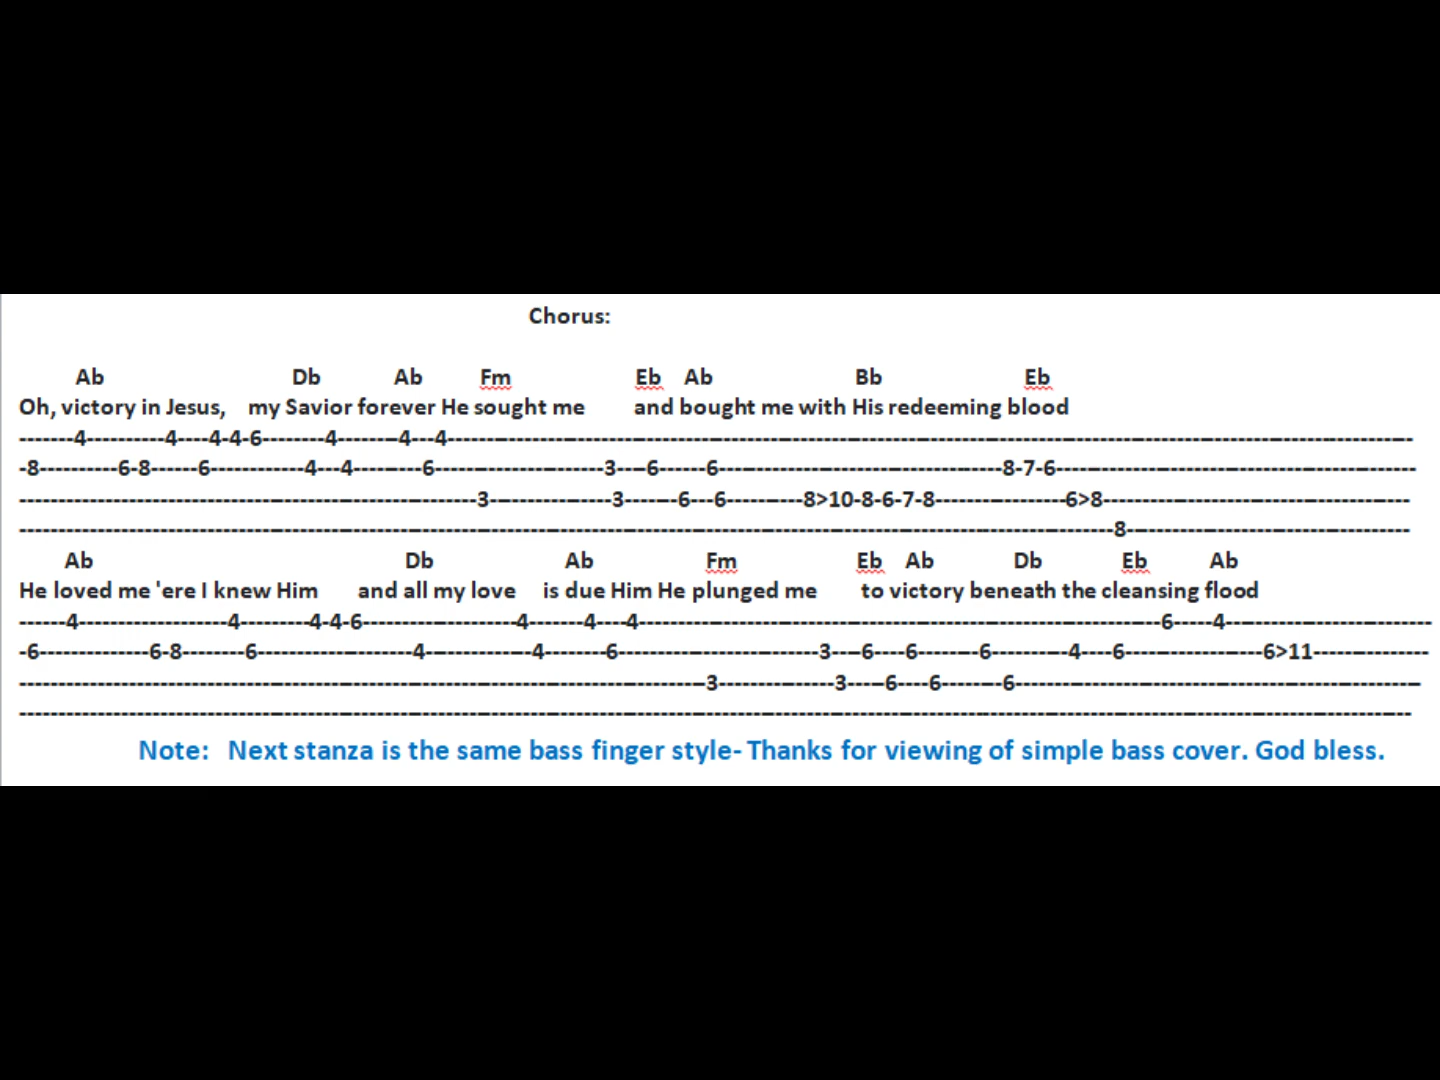 Chorus:
Ab Db Ab Fm Eb Ab Bb Eb
Oh, victory in Jesus, my Savior forever He sought me and bought me with His redeeming blood
-------4-----------4----4-4-6---------4---------4---4-----------------------------------------------
-8-----------6-8------6-------------4---4----------6-------------------3----6------6------------------------------------8-7-6-----------------------------
---------------------------------------------------------3---------------3-------6---6----------8>10-8-6-7-8----------------6>8-------------------------
----------------------------------------------------------------------------------------------------------------------8---------------------------
Ab Db Ab Fm Eb Ab Db Eb Ab
He loved me 'ere I knew Him and all my love is due Him He plunged me to victory beneath the cleansing flood
------4-------------------4---------4-4-6--------------------4-------4----4----------------------------------------------------------------6-----4-----------------------
-6--------------6-8--------6--------------------4--------------4--------6--------------------------3----6----6--------6----------4----6------------------6>11---------------
-----------------------------------------------------------------------------3---------------3-----6----6--------6--------------------------------------------
--------------------------------------------------------------------------------------------------------------------------------------------------
Note: Next stanza is the same bass finger style- Thanks for viewing of simple bass cover. God bless.